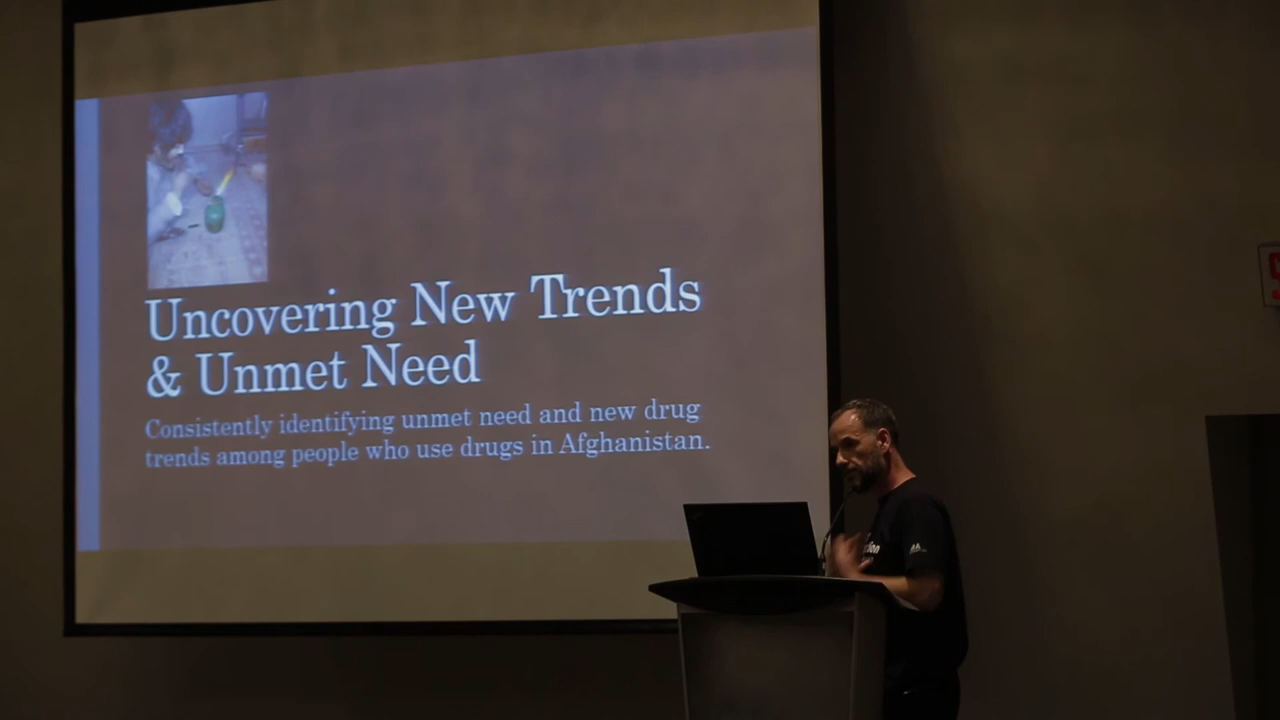 Uncovering New Trends
& Unmet Need
Consistently identifying unmet need and new drug
trends among people who use drugs in Afghanistan.